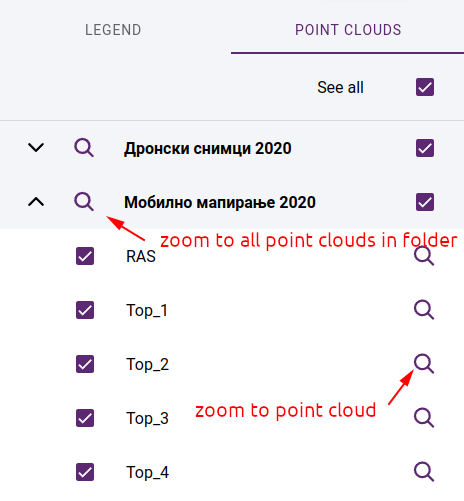 LEGEND POINT CLOUDS
See all
Дронски снимци 2020
Мобилно мапирање 2020
zoom to all point clouds in folder
RAS
Top_1
Top_2
zoom to point cloud
Top_3
Top_4